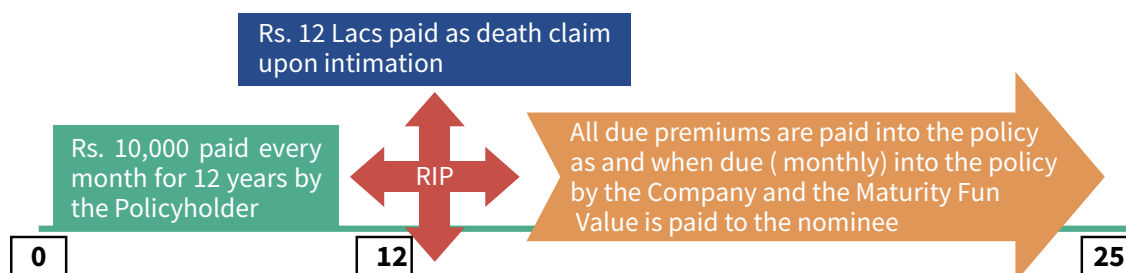 Rs. 12 Lacs paid as death claim
upon intimation
Rs. 10,000 paid every
month for 12 years by
the Policyholder
RIP
All due premiums are paid into the policy
as and when due ( monthly) into the policy
by the Company and the Maturity Fun
Value is paid to the nominee
0
12
25